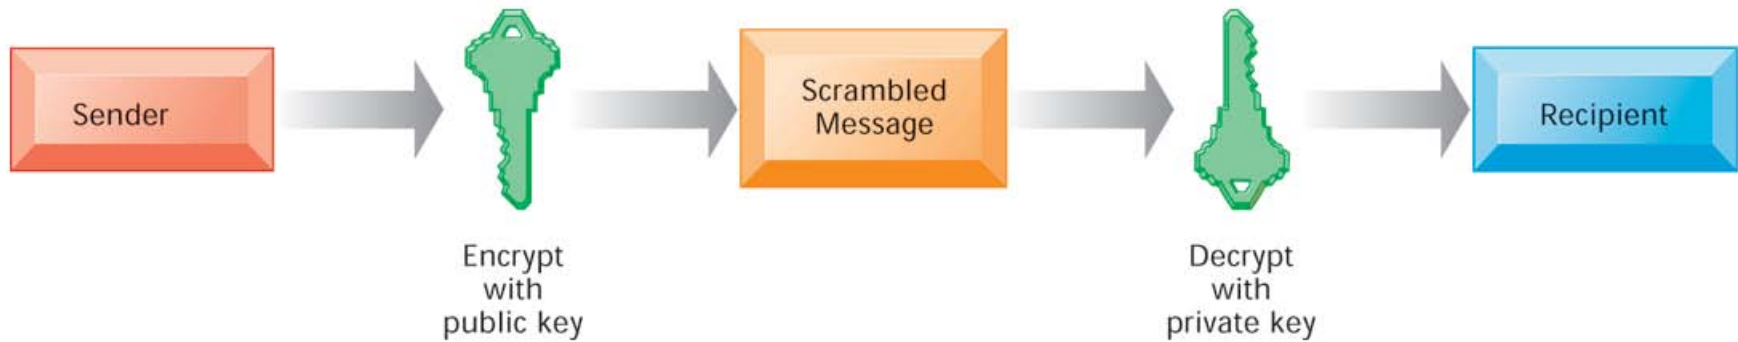 Sender
Encrypt
with
public key
Scrambled
Message
Decrypt
with
private key
Recipient